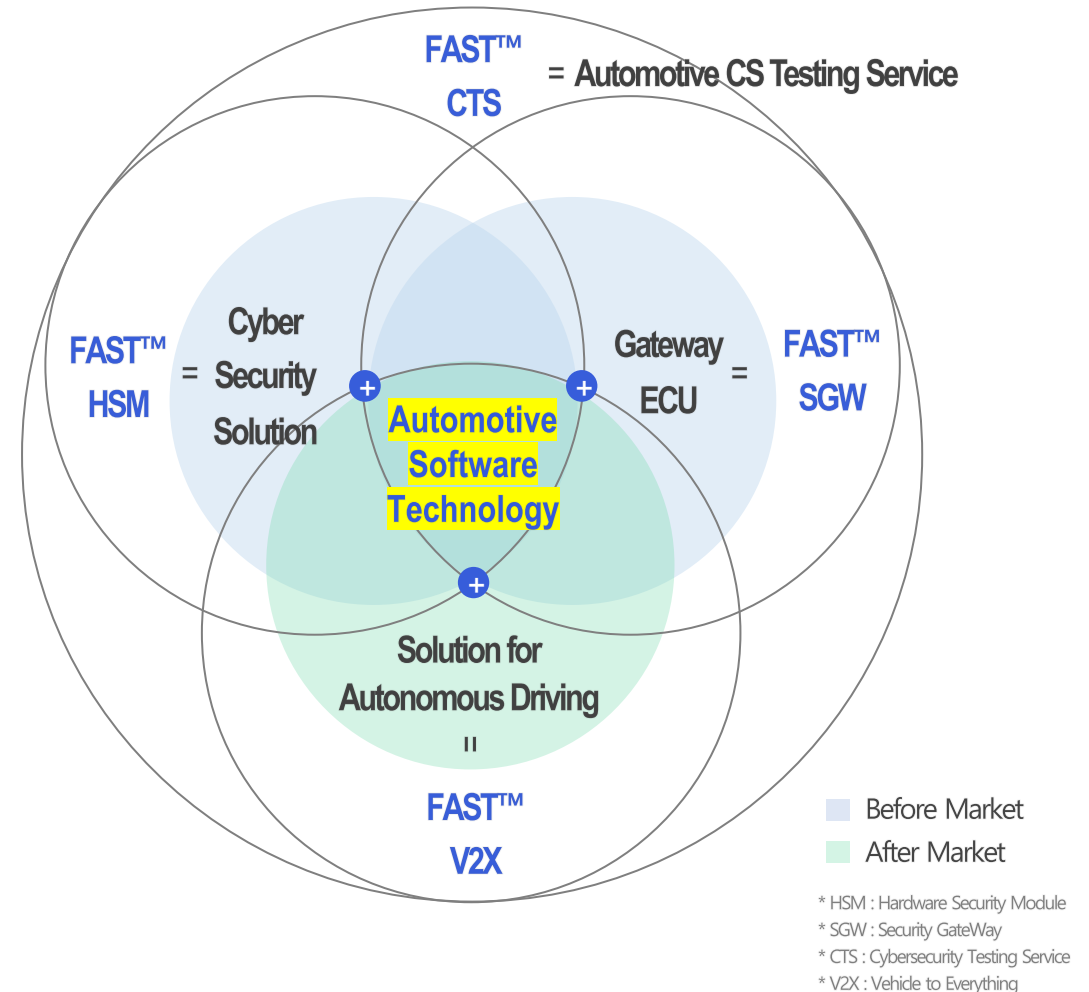 FAST™
CTS
= Automotive CS Testing Service
FAST™
HSM
=
Cyber
Security
Solution
Gateway
ECU
=
FAST™
SGW
+
+
Automotive
Software
Technology
+
Solution for
Autonomous Driving
=
FAST™
V2X
Before Market
After Market
* HSM : Hardware Security Module
* SGW : Security GateWay
* CTS : Cybersecurity Testing Service
* V2X : Vehicle to Everything